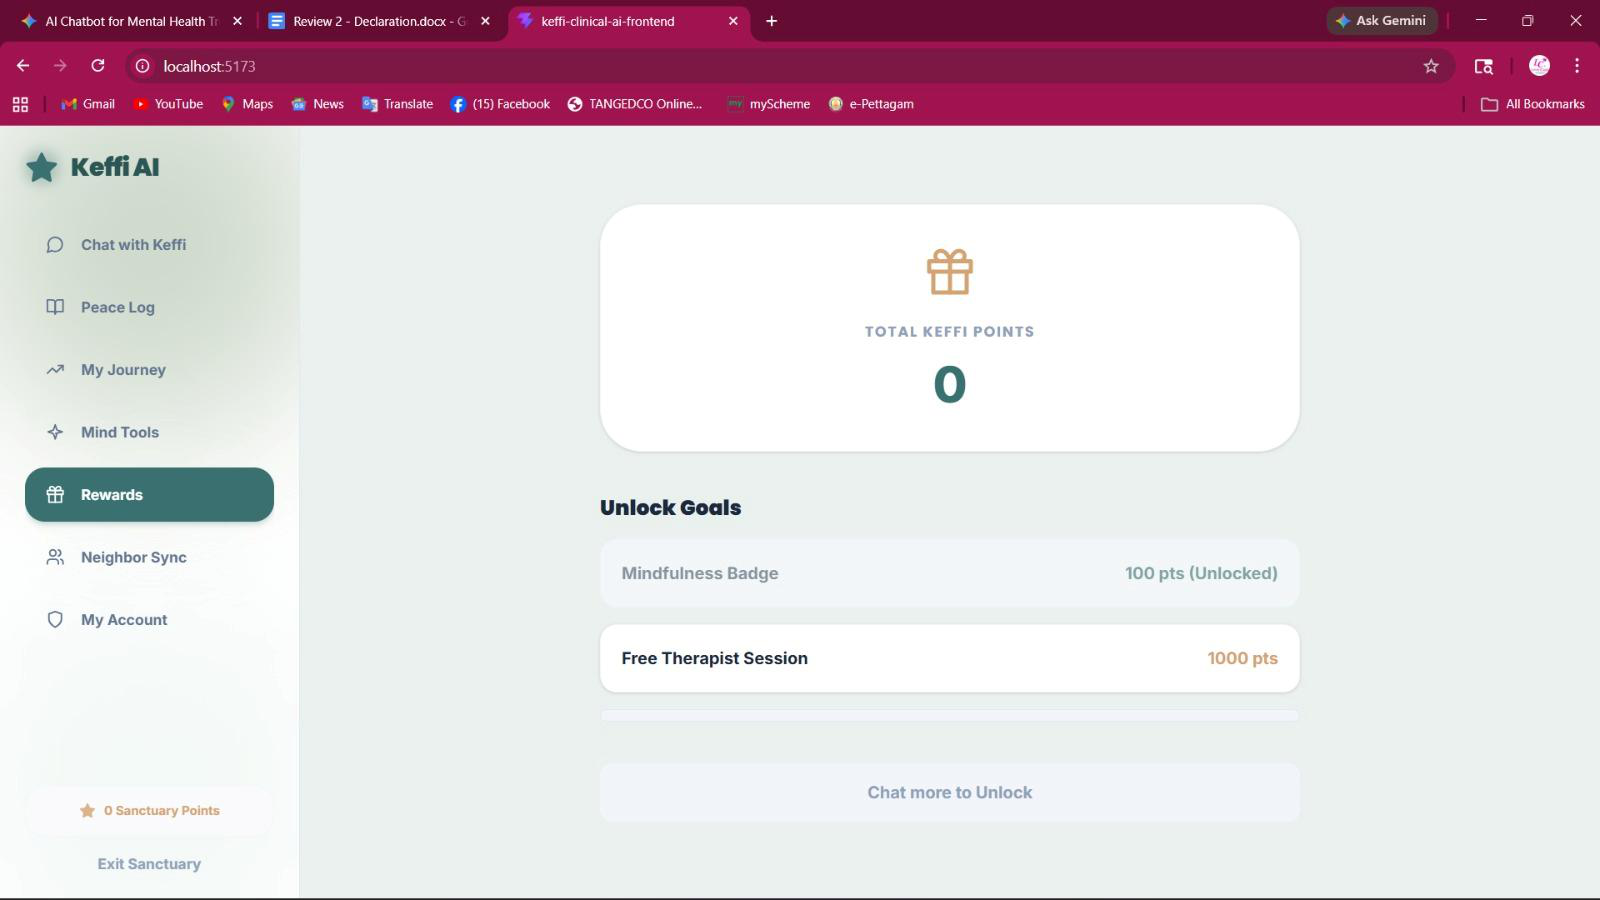 AI Chatbot for Mental Health Tr
Review 2 - Declaration.docx - G
keffi-clinical-ai-frontend
Ask Gemini
localhost:5173
Gmail
YouTube
Maps
News
Translate
(15) Facebook
TANGEDCO Online...
my
myScheme
e-Pettagam
All Bookmarks
Keffi AI
Chat with Keffi
Peace Log
My Journey
Mind Tools
Rewards
Neighbor Sync
My Account
0 Sanctuary Points
Exit Sanctuary
TOTAL KEFFI POINTS
0
Unlock Goals
Mindfulness Badge 100 pts (Unlocked)
Free Therapist Session 1000 pts
Chat more to Unlock